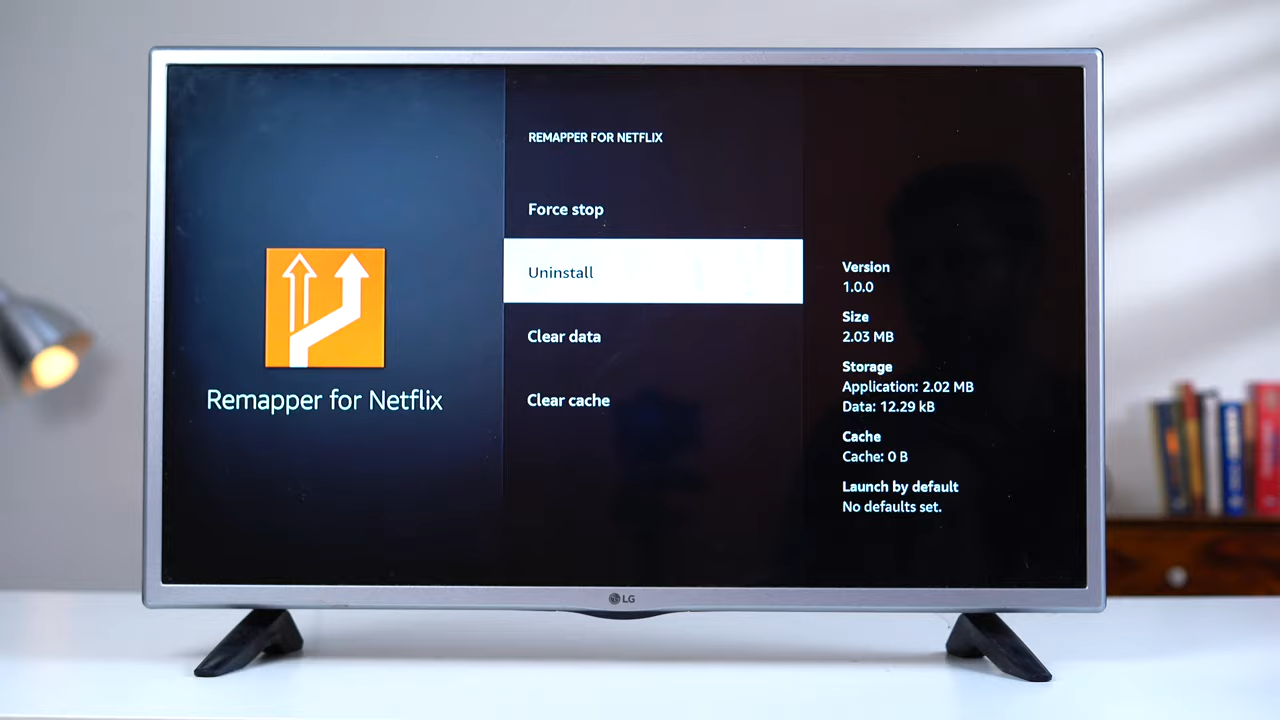 REMAPPER FOR NETFLIX
Force stop
Uninstall
Clear data
Clear cache
Remapper for Netflix
Version
1.0.0
Size
2.03 MB
Storage
Application: 2.02 MB
Data: 12.29 kB
Cache
Cache: 0 B
Launch by default
No defaults set.
LG